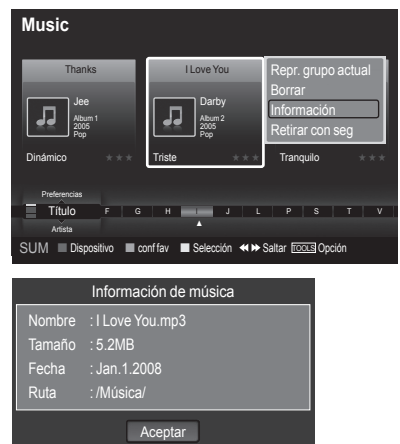 Music
Thanks
Jee
Album 1
2005
Pop
Dinámico
I Love You
Darby
Album 2
2005
Pop
Triste
Repr. grupo actual
Borrar
Información
Retirar con seg
Tranquilo
Preferencias
Título F G H I J L P S T V
Artista
SUM Dispositivo conf fav Selección Saltar TOOLS Opción
Información de música
Nombre : I Love You.mp3
Tamaño : 5.2MB
Fecha : Jan.1.2008
Ruta : /Música/
Aceptar